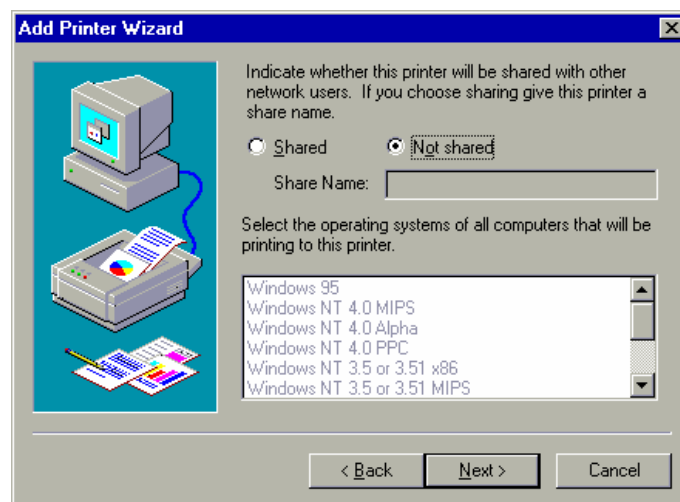 Add Printer Wizard
Indicate whether this printer will be shared with other
network users. If you choose sharing give this printer a
share name.
Shared
Not shared
Share Name:
Select the operating systems of all computers that will be
printing to this printer.
Windows 95
Windows NT 4.0 MIPS
Windows NT 4.0 Alpha
Windows NT 4.0 PPC
Windows NT 3.5 or 3.51 x86
Windows NT 3.5 or 3.51 MIPS
< Back
Next >
Cancel